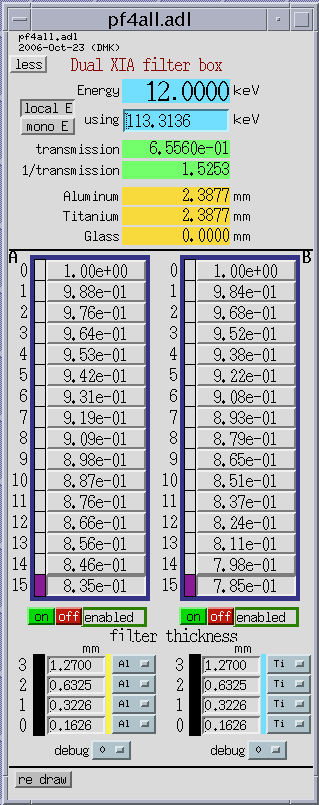 pf4all.adl
pf4all.adl
2006-Oct-23 (DMK)
less Dual XIA filter box
Energy 12.0000 keV
local E
mono E using 113.3136 keV
transmission 6.5560e-01
1/transmission 1.5253
Aluminum 2.3877 mm
Titanium 2.3877 mm
Glass 0.0000 mm
A B
0 1.00e+00 0 1.00e+00
1 9.88e-01 1 9.84e-01
2 9.76e-01 2 9.68e-01
3 9.64e-01 3 9.52e-01
4 9.53e-01 4 9.38e-01
5 9.42e-01 5 9.22e-01
6 9.31e-01 6 9.08e-01
7 9.19e-01 7 8.93e-01
8 9.09e-01 8 8.79e-01
9 8.98e-01 9 8.65e-01
10 8.87e-01 10 8.51e-01
11 8.76e-01 11 8.37e-01
12 8.66e-01 12 8.24e-01
13 8.56e-01 13 8.11e-01
14 8.46e-01 14 7.98e-01
15 8.35e-01 15 7.85e-01
on off enabled on off enabled
filter thickness
mm mm
3 1.2700 Al 3 1.2700 Ti
2 0.6325 Al 2 0.6325 Ti
1 0.3226 Al 1 0.3226 Ti
0 0.1626 Al 0 0.1626 Ti
debug 0 debug 0
re draw